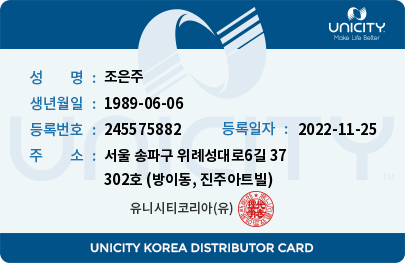 UNICITY
Make Life Better
성 명 : 조은주
생년월일 : 1989-06-06
등록번호 : 245575882 등록일자 : 2022-11-25
주 소 : 서울 송파구 위례성대로6길 37
302호 (방이동, 진주아트빌)
유니시티코리아(유)
UNICITY
UNICITY KOREA DISTRIBUTOR CARD